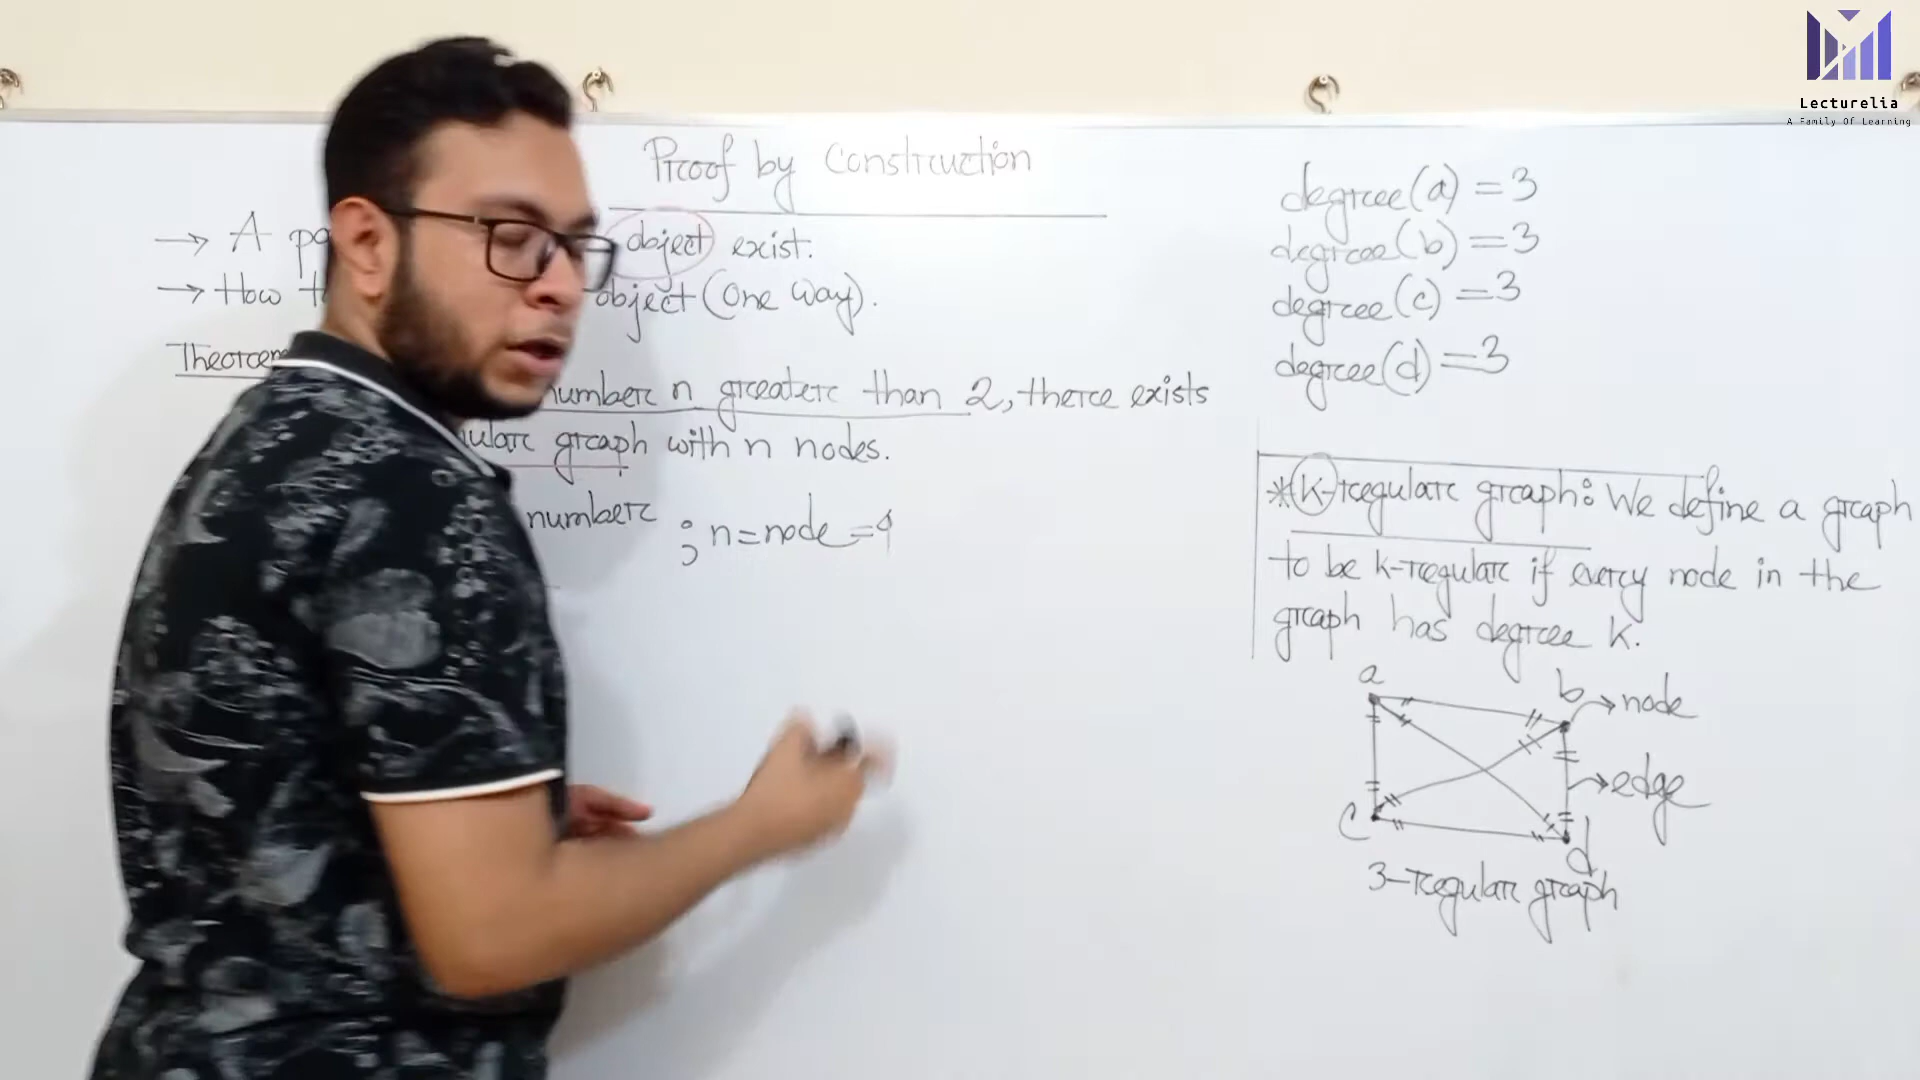 Lecturelia
A Family Of Learning
Proof by Construction
→ A object exist.
→ How object (One way).
Theorem
number n greater than 2, there exists
graph with n nodes.
number ; n=node=4
degree(a) = 3
degree(b) = 3
degree(c) = 3
degree(d) = 3
*K-regular graph: We define a graph
to be k-regular if every node in the
graph has degree k.
a
b → node
→ edge
c
d
3-regular graph